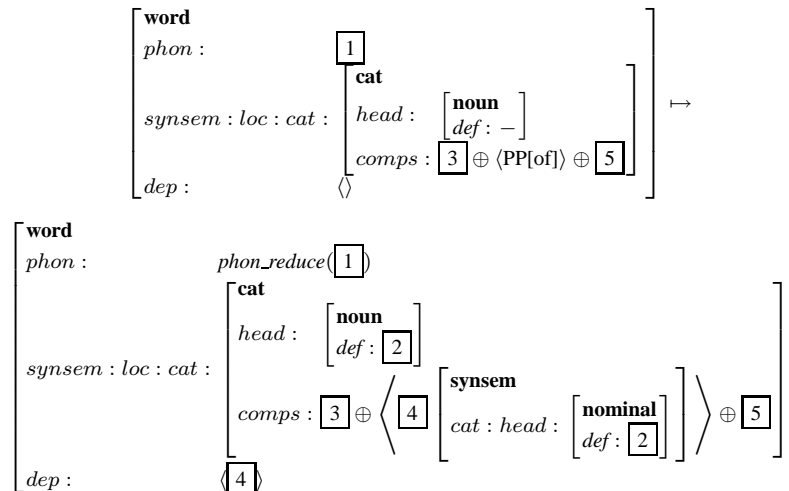 word
phon : 1
cat
synsem : loc : cat : head : noun
def : −
comps : 3 ⊕ ⟨PP[of]⟩ ⊕ 5
dep : ⟨⟩
↦
word
phon : phon_reduce( 1 )
cat
head : noun
def : 2
synsem : loc : cat :
synsem
comps : 3 ⊕ ⟨ 4 cat : head : nominal ⟩ ⊕ 5
def : 2
dep : ⟨ 4 ⟩